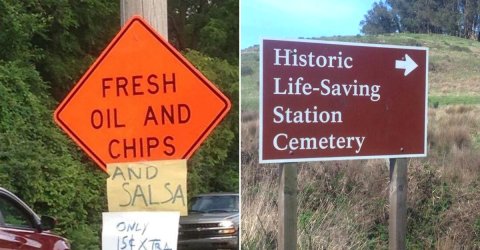 FRESH
OIL AND
CHIPS
AND
SALSA
ONLY
15¢ XTRA
Historic
Life-Saving
Station
Cemetery